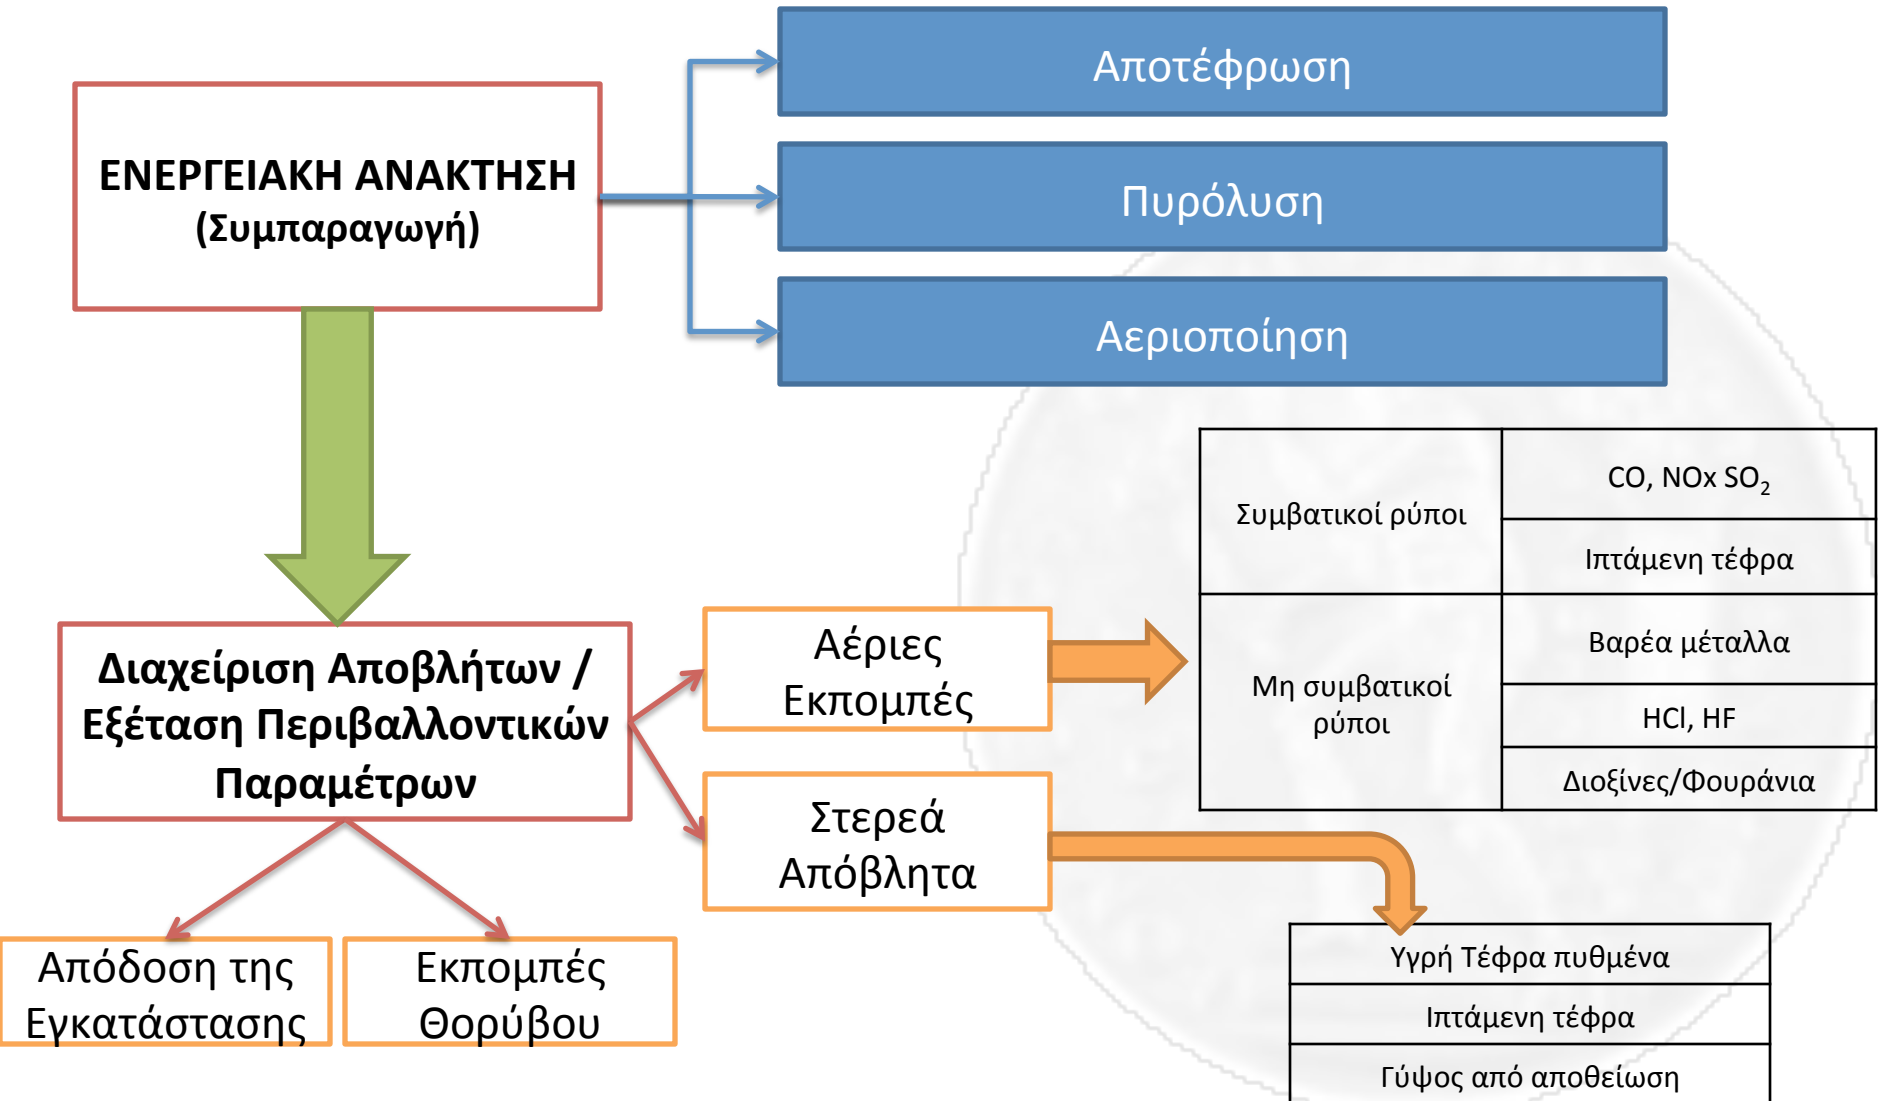 Αποτέφρωση
ΕΝΕΡΓΕΙΑΚΗ ΑΝΑΚΤΗΣΗ
(Συμπαραγωγή)
Πυρόλυση
Αεριοποίηση
Συμβατικοί ρύποι
CO, NOx SO₂
Ιπτάμενη τέφρα
Μη συμβατικοί
ρύποι
Βαρέα μέταλλα
HCl, HF
Διοξίνες/Φουράνια
Διαχείριση Αποβλήτων /
Εξέταση Περιβαλλοντικών
Παραμέτρων
Αέριες
Εκπομπές
Στερεά
Απόβλητα
Απόδοση της
Εγκατάστασης
Εκπομπές
Θορύβου
Υγρή Τέφρα πυθμένα
Ιπτάμενη τέφρα
Γύψος από αποθείωση